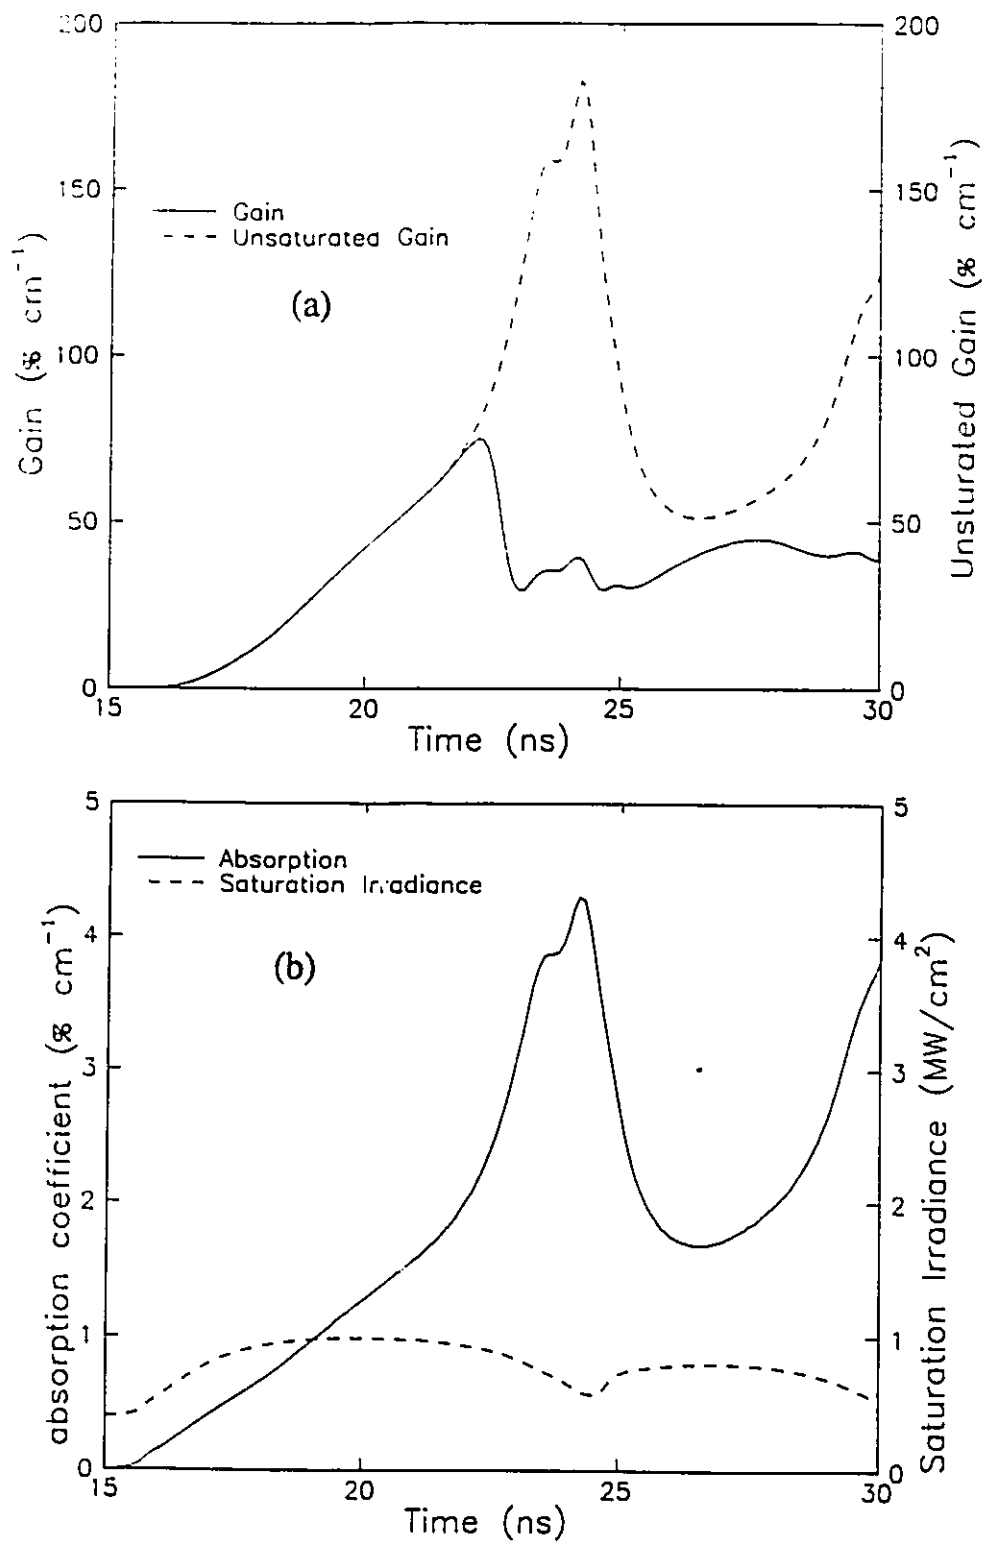 200
200
150
150
Gain
Unsaturated Gain
(a)
100
100
50
50
0
0
15
20
25
30
Time (ns)
Gain (% cm⁻¹)
Unsturated Gain (% cm⁻¹)
5
5
Absorption
Saturation Irradiance
4
4
(b)
3
3
2
2
1
1
0
0
15
20
25
30
Time (ns)
absorption coefficient (% cm⁻¹)
Saturation Irradiance (MW/cm²)